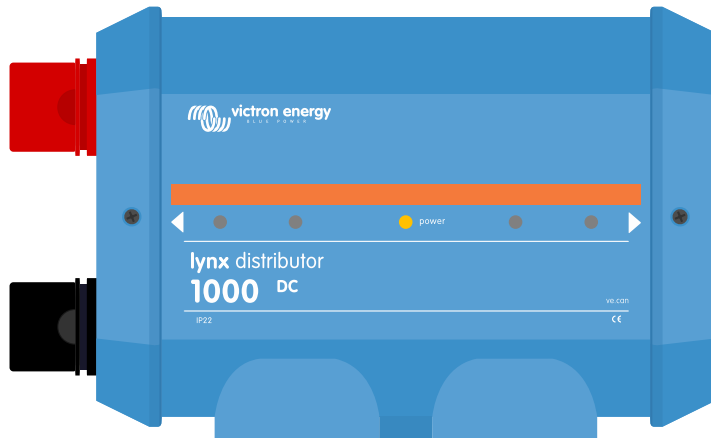 victron energy
BLUE POWER
power
lynx distributor
1000 DC
ve.can
IP22
CE